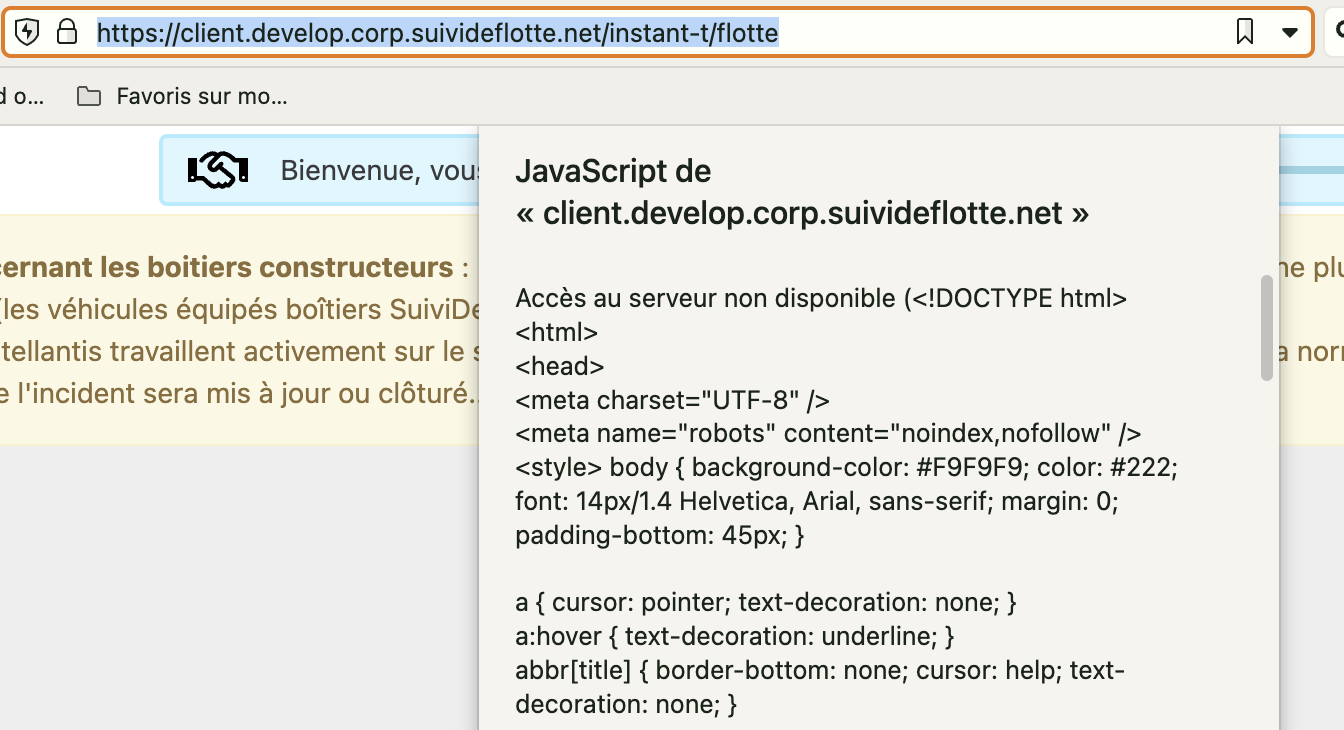 https://client.develop.corp.suivideflotte.net/instant-t/flotte
d o...
Favoris sur mo...
Bienvenue, vous
cernant les boitiers constructeurs :
ne plu
(les véhicules équipés boîtiers SuiviDe
tellantis travaillent activement sur le s
a norm
e l'incident sera mis à jour ou clôturé..
JavaScript de
« client.develop.corp.suivideflotte.net »
Accès au serveur non disponible (<!DOCTYPE html>
<html>
<head>
<meta charset="UTF-8" />
<meta name="robots" content="noindex,nofollow" />
<style> body { background-color: #F9F9F9; color: #222;
font: 14px/1.4 Helvetica, Arial, sans-serif; margin: 0;
padding-bottom: 45px; }
a { cursor: pointer; text-decoration: none; }
a:hover { text-decoration: underline; }
abbr[title] { border-bottom: none; cursor: help; text-
decoration: none; }